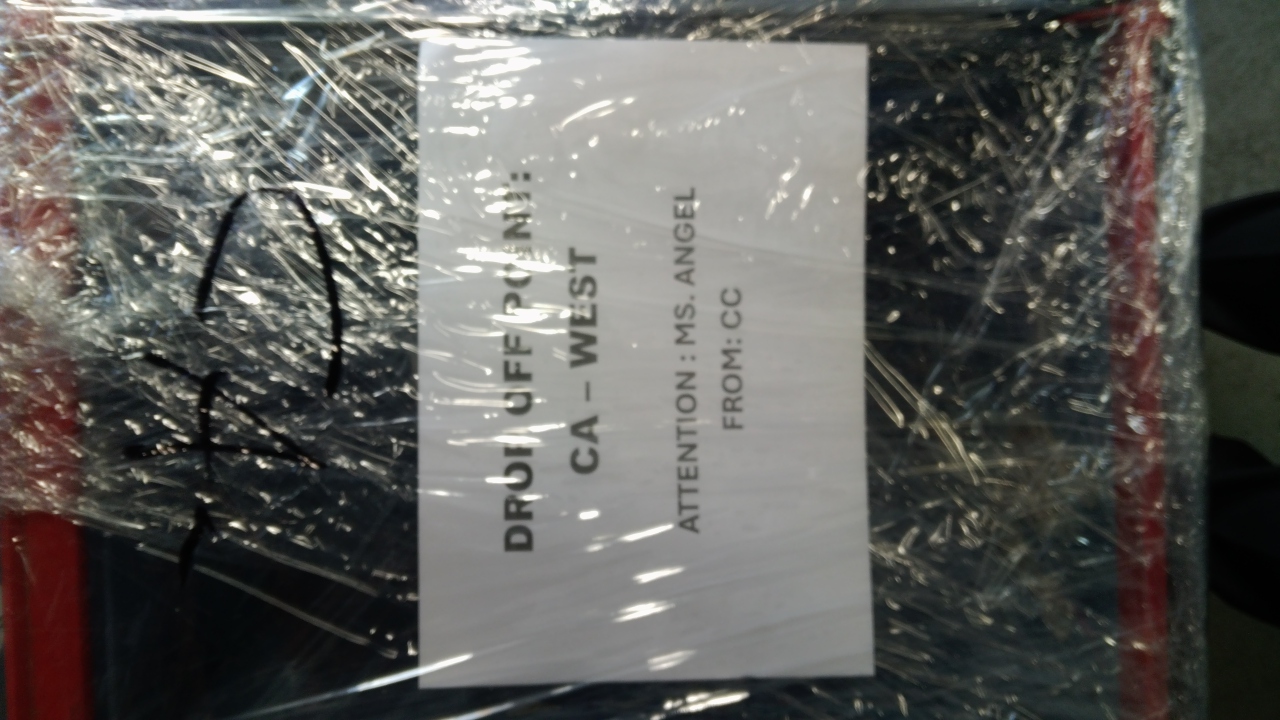 DROP OFF POINT:
CA – WEST
ATTENTION : MS. ANGEL
FROM: CC